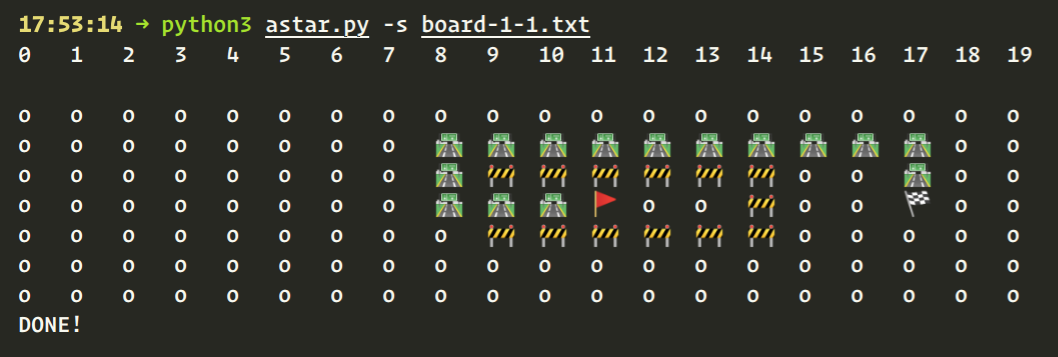 17:53:14 → python3 astar.py -s board-1-1.txt
0 1 2 3 4 5 6 7 8 9 10 11 12 13 14 15 16 17 18 19
o o o o o o o o o o o o o o o o o o o o
o o o o o o o o 🛣️ 🛣️ 🛣️ 🛣️ 🛣️ 🛣️ 🛣️ 🛣️ 🛣️ 🛣️ o o
o o o o o o o o 🛣️ 🚧 🚧 🚧 🚧 🚧 🚧 o o 🛣️ o o
o o o o o o o o 🛣️ 🛣️ 🛣️ 🚩 o o 🚧 o o 🏁 o o
o o o o o o o o o 🚧 🚧 🚧 🚧 🚧 🚧 o o o o o
o o o o o o o o o o o o o o o o o o o o
o o o o o o o o o o o o o o o o o o o o
DONE!